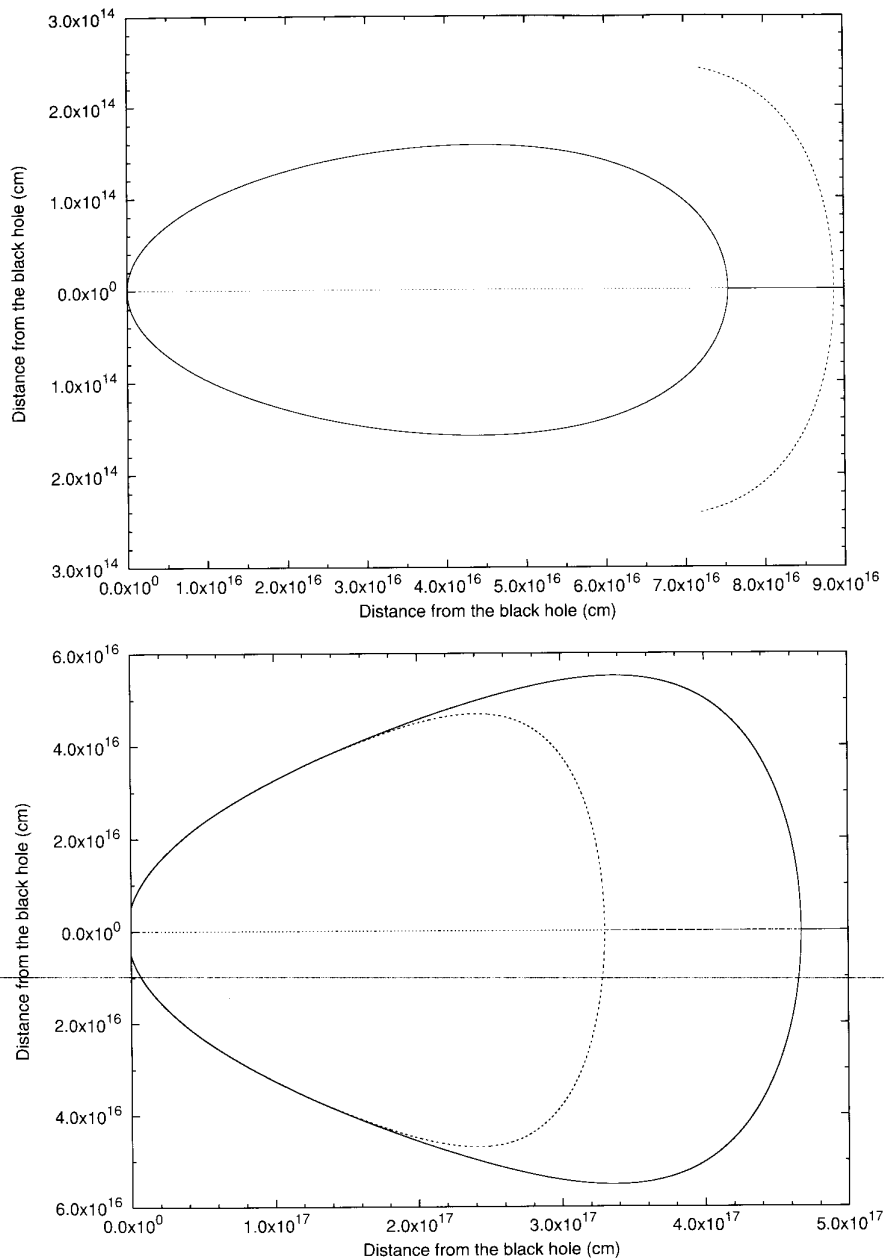 3.0x10^14
2.0x10^14
1.0x10^14
0.0x10^0
1.0x10^14
2.0x10^14
3.0x10^14
Distance from the black hole (cm)
0.0x10^0 1.0x10^16 2.0x10^16 3.0x10^16 4.0x10^16 5.0x10^16 6.0x10^16 7.0x10^16 8.0x10^16 9.0x10^16
Distance from the black hole (cm)
6.0x10^16
4.0x10^16
2.0x10^16
0.0x10^0
2.0x10^16
4.0x10^16
6.0x10^16
Distance from the black hole (cm)
0.0x10^0 1.0x10^17 2.0x10^17 3.0x10^17 4.0x10^17 5.0x10^17
Distance from the black hole (cm)